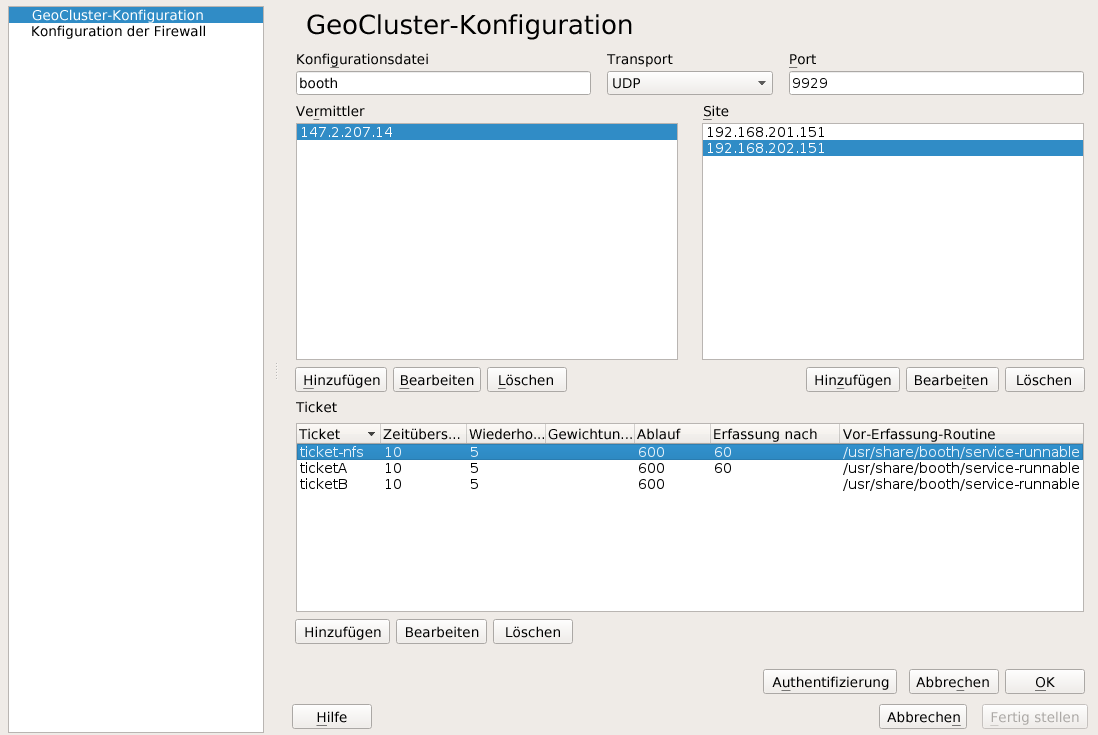 GeoCluster-Konfiguration
Konfiguration der Firewall
GeoCluster-Konfiguration
Konfigurationsdatei Transport Port
booth UDP 9929
Vermittler Site
147.2.207.14 192.168.201.151
192.168.202.151
Hinzufügen Bearbeiten Löschen Hinzufügen Bearbeiten Löschen
Ticket
Ticket Zeitübers... Wiederho... Gewichtun... Ablauf Erfassung nach Vor-Erfassung-Routine
ticket-nfs 10 5 600 60 /usr/share/booth/service-runnable
ticketA 10 5 600 60 /usr/share/booth/service-runnable
ticketB 10 5 600 /usr/share/booth/service-runnable
Hinzufügen Bearbeiten Löschen
Authentifizierung Abbrechen OK
Hilfe Abbrechen Fertig stellen